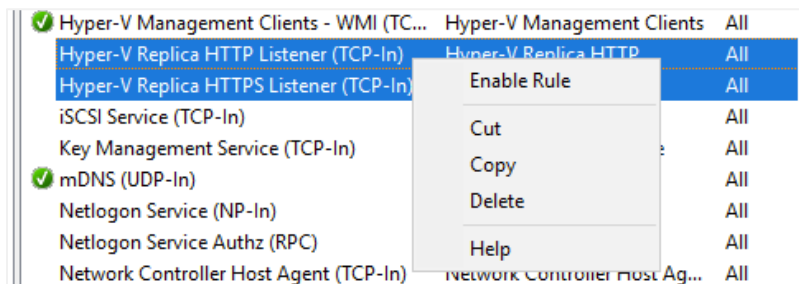 Hyper-V Management Clients - WMI (TC... Hyper-V Management Clients All
Hyper-V Replica HTTP Listener (TCP-In) Hyper-V Replica HTTP All
Hyper-V Replica HTTPS Listener (TCP-In) All
Enable Rule
Cut
Copy
Delete
Help
iSCSI Service (TCP-In) All
Key Management Service (TCP-In) All
mDNS (UDP-In) All
Netlogon Service (NP-In) All
Netlogon Service Authz (RPC) All
Network Controller Host Agent (TCP-In) Network Controller Host Ag... All